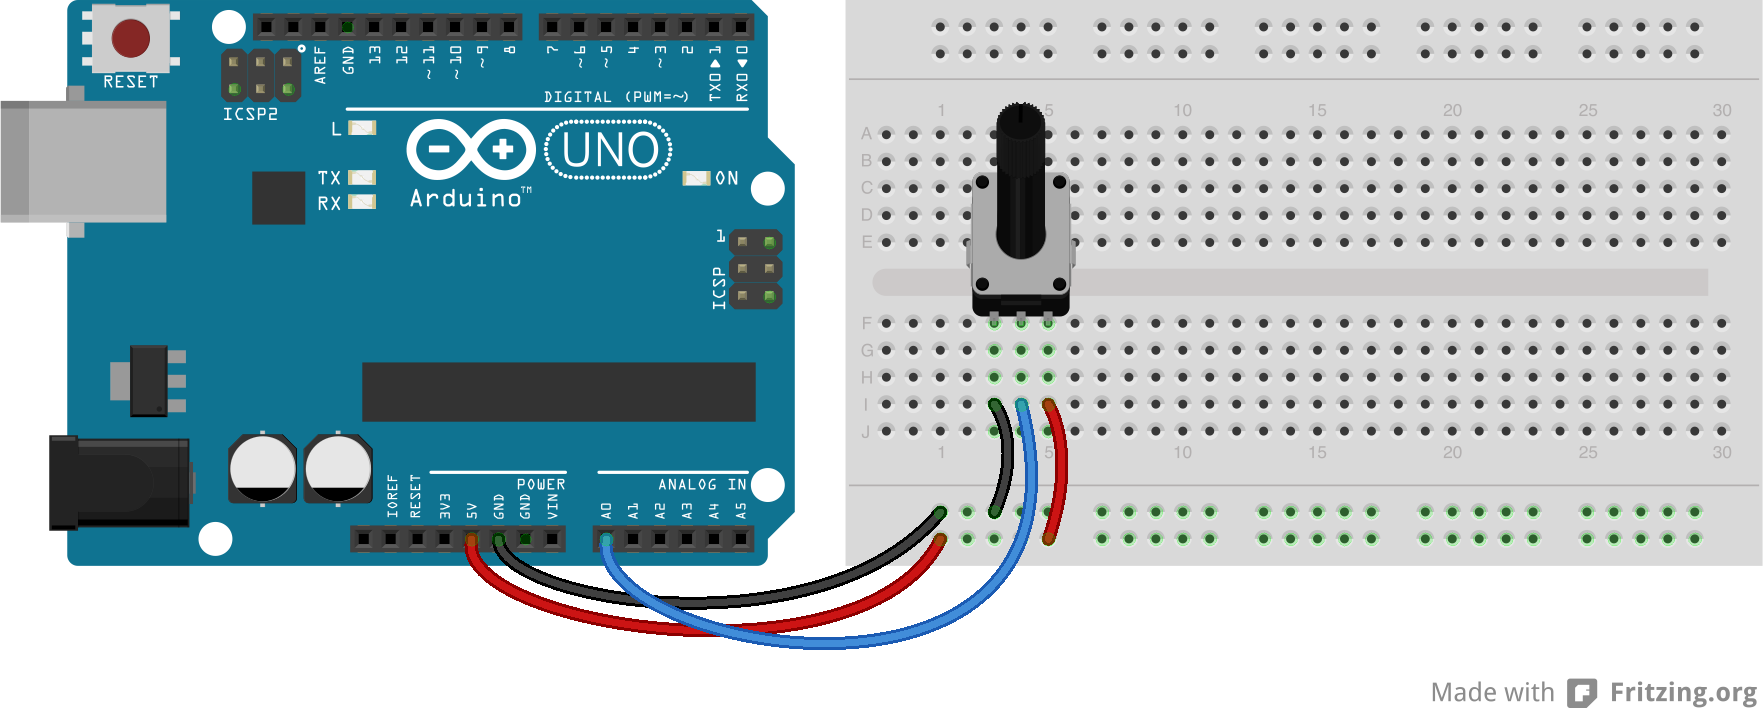 RESET
ICSP2
AREF
GND
13
12
~11
~10
~9
8
7
~6
~5
4
~3
2
TX0▶1
RX0◀0
DIGITAL (PWM=~)
L
TX
RX
UNO
Arduino™
ON
1
ICSP
IOREF
RESET
3V3
5V
GND
GND
VIN
POWER
ANALOG IN
A0
A1
A2
A3
A4
A5
1 5 10 15 20 25 30
A
B
C
D
E
F
G
H
I
J
1 5 10 15 20 25 30
Made with Fritzing.org